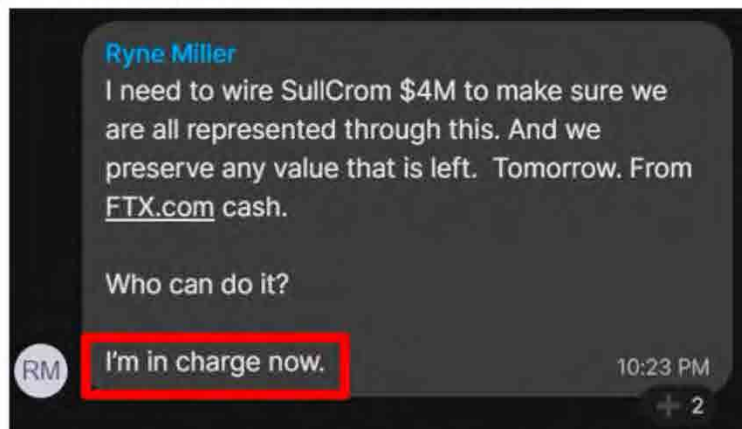 Ryne Miller
I need to wire SullCrom $4M to make sure we
are all represented through this. And we
preserve any value that is left. Tomorrow. From
FTX.com cash.
Who can do it?
RM
I'm in charge now.
10:23 PM
+ 2